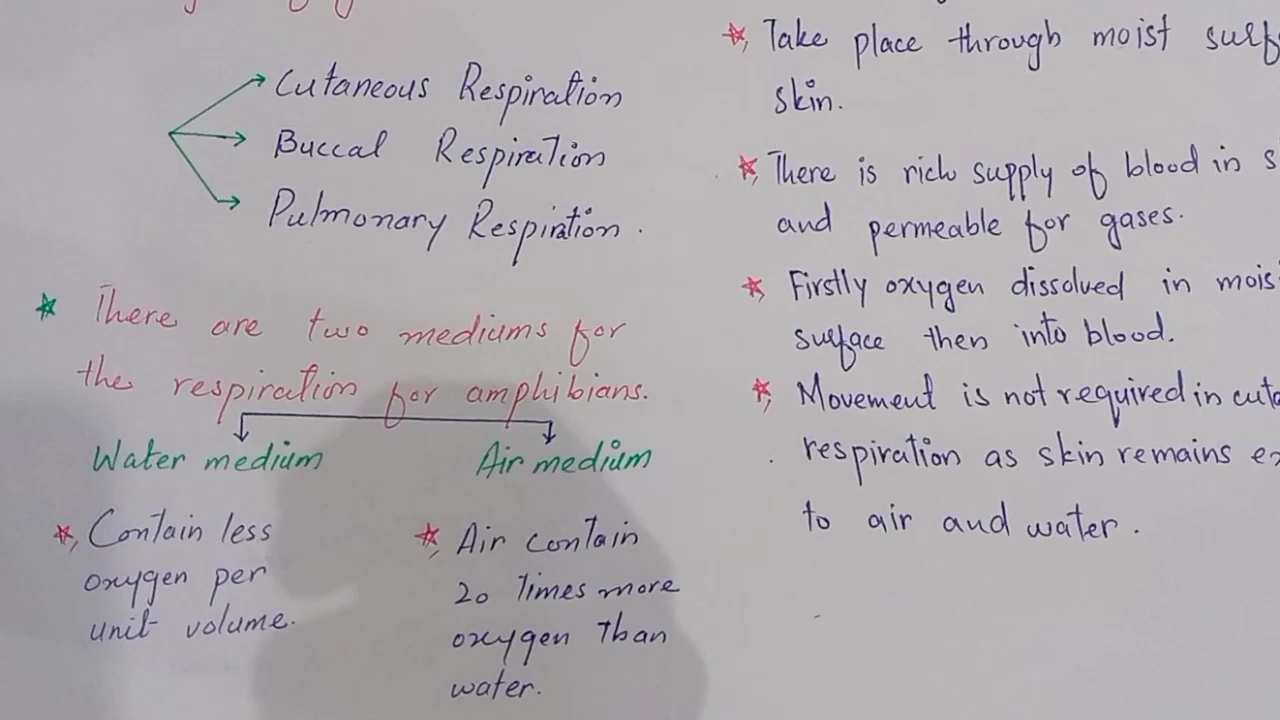 Cutaneous Respiration
Buccal Respiration
Pulmonary Respiration.
There are two mediums for
the respiration for amphibians.
Water medium
Contain less
oxygen per
unit volume.
Air medium
Air contain
20 times more
oxygen than
water.
Take place through moist
skin.
There is rich supply of blood in
and permeable for gases.
Firstly oxygen dissolved in
surface then into blood.
Movement is not required in
respiration as skin remains
to air and water.